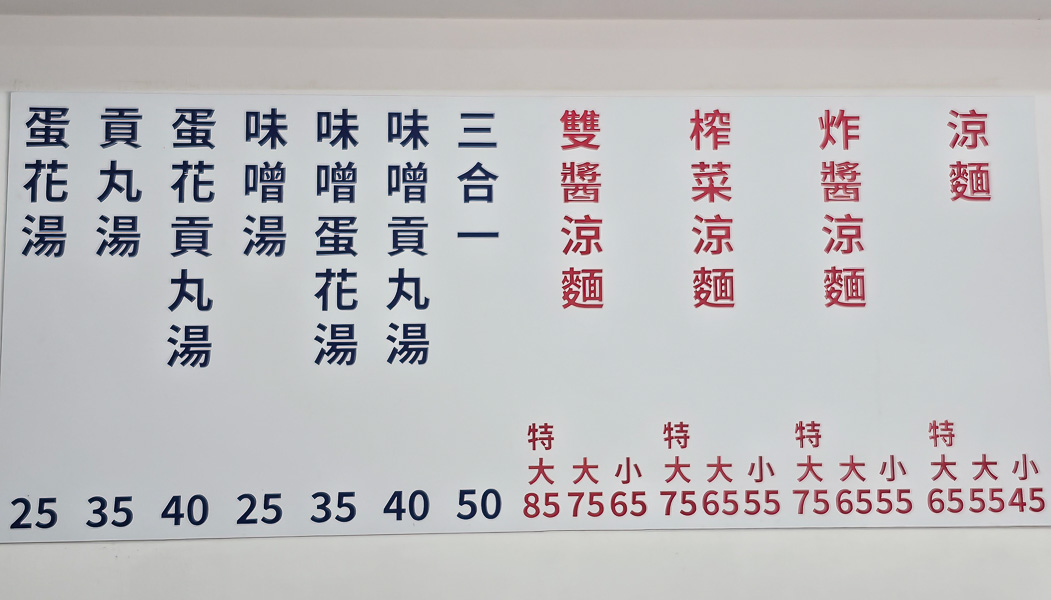 涼麵
特大65 大55 小45
炸醬涼麵
特大75 大65 小55
榨菜涼麵
特大75 大65 小55
雙醬涼麵
特大85 大75 小65
三合一
50
味噌貢丸湯
40
味噌蛋花湯
35
味噌湯
25
蛋花貢丸湯
40
貢丸湯
35
蛋花湯
25